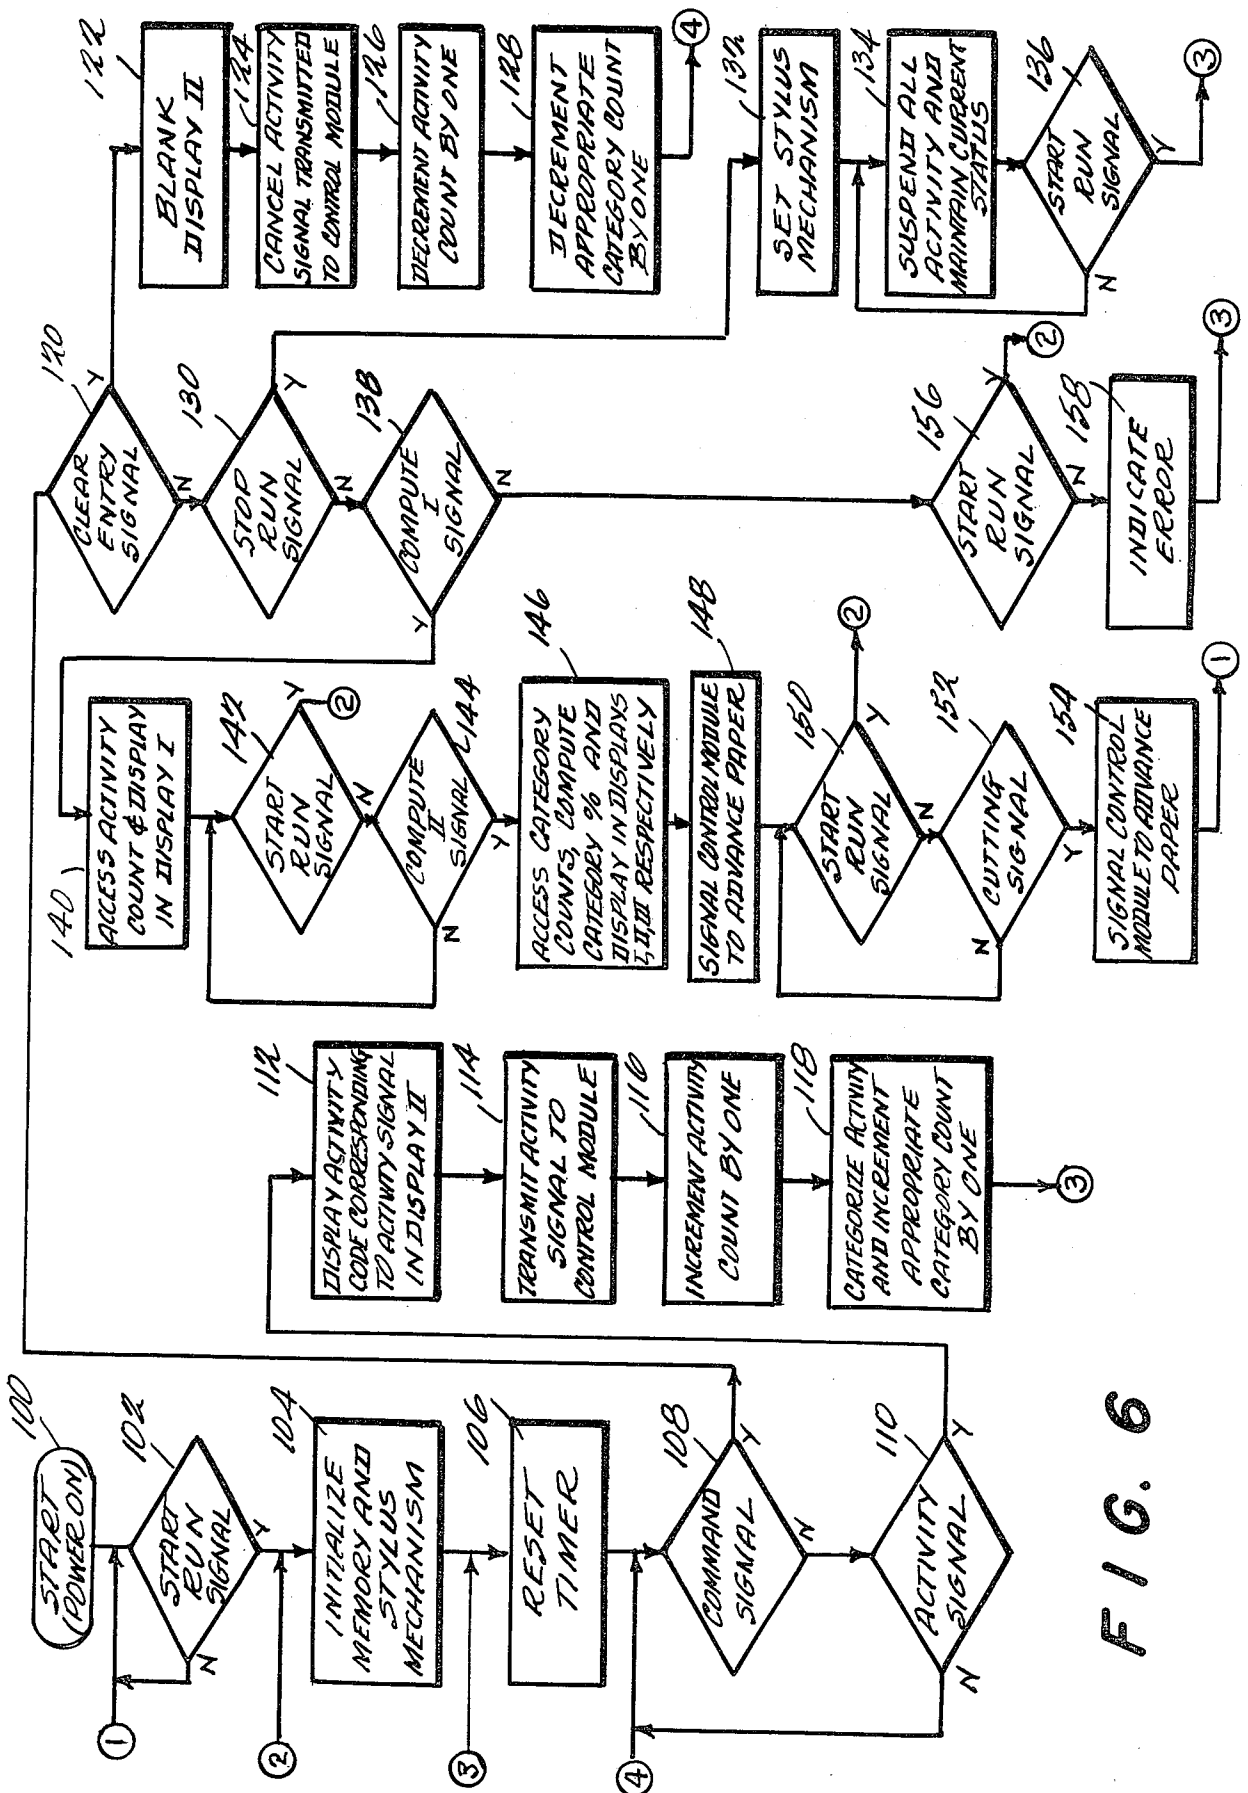 100
START
(POWER ON)
1
102
START
RUN
SIGNAL
N
Y
2
104
INITIALIZE
MEMORY AND
STYLUS
MECHANISM
3
106
RESET
TIMER
4
108
COMMAND
SIGNAL
Y
N
110
ACTIVITY
SIGNAL
N
Y
112
DISPLAY ACTIVITY
CODE CORRESPONDING
TO ACTIVITY SIGNAL
IN DISPLAY II
114
TRANSMIT ACTIVITY
SIGNAL TO
CONTROL MODULE
116
INCREMENT ACTIVITY
COUNT BY ONE
118
CATEGORIZE ACTIVITY
AND INCREMENT
APPROPRIATE
CATEGORY COUNT
BY ONE
3
120
CLEAR
ENTRY
SIGNAL
Y
N
122
BLANK
DISPLAY II
124
CANCEL ACTIVITY
SIGNAL TRANSMITTED
TO CONTROL MODULE
126
DECREMENT ACTIVITY
COUNT BY ONE
128
DECREMENT
APPROPRIATE
CATEGORY COUNT
BY ONE
4
130
STOP
RUN
SIGNAL
Y
N
132
SET STYLUS
MECHANISM
134
SUSPEND ALL
ACTIVITY AND
MAINTAIN CURRENT
STATUS
136
START
RUN
SIGNAL
N
Y
3
138
COMPUTE
I
SIGNAL
Y
N
140
ACCESS ACTIVITY
COUNT & DISPLAY
IN DISPLAY I
142
START
RUN
SIGNAL
Y
2
N
144
COMPUTE
II
SIGNAL
N
Y
146
ACCESS CATEGORY
COUNTS, COMPUTE
CATEGORY % AND
DISPLAY IN DISPLAYS
I, II, III RESPECTIVELY
148
SIGNAL CONTROL MODULE
TO ADVANCE PAPER
150
START
RUN
SIGNAL
Y
2
N
152
CUTTING
SIGNAL
N
Y
154
SIGNAL CONTROL
MODULE TO ADVANCE
PAPER
1
156
START
RUN
SIGNAL
Y
2
N
158
INDICATE
ERROR
3
FIG. 6